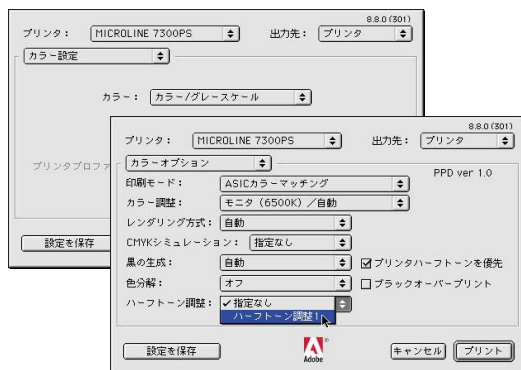 8.8.0 (301)
プリンタ： MICROLINE 7300PS 出力先： プリンタ
カラー設定
カラー： カラー/グレースケール
プリンタプロファ
設定を保存
8.8.0 (301)
プリンタ： MICROLINE 7300PS 出力先： プリンタ
カラーオプション
PPD ver 1.0
印刷モード： ASICカラーマッチング
カラー調整： モニタ（6500K）／自動
レンダリング方式： 自動
CMYKシミュレーション： 指定なし
黒の生成： 自動 プリンタハーフトーンを優先
色分解： オフ ブラックオーバープリント
ハーフトーン調整： ✓指定なし
ハーフトーン調整1
設定を保存 Adobe キャンセル プリント